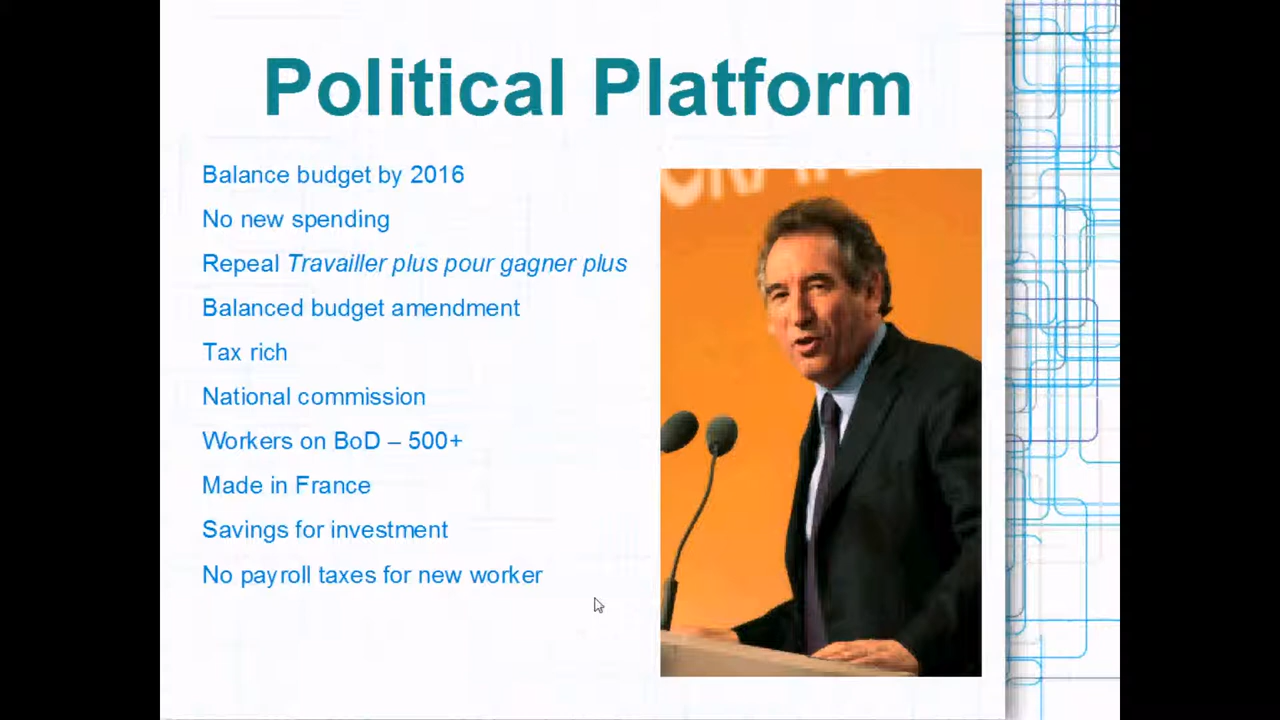 Political Platform
Balance budget by 2016
No new spending
Repeal Travailler plus pour gagner plus
Balanced budget amendment
Tax rich
National commission
Workers on BoD – 500+
Made in France
Savings for investment
No payroll taxes for new worker